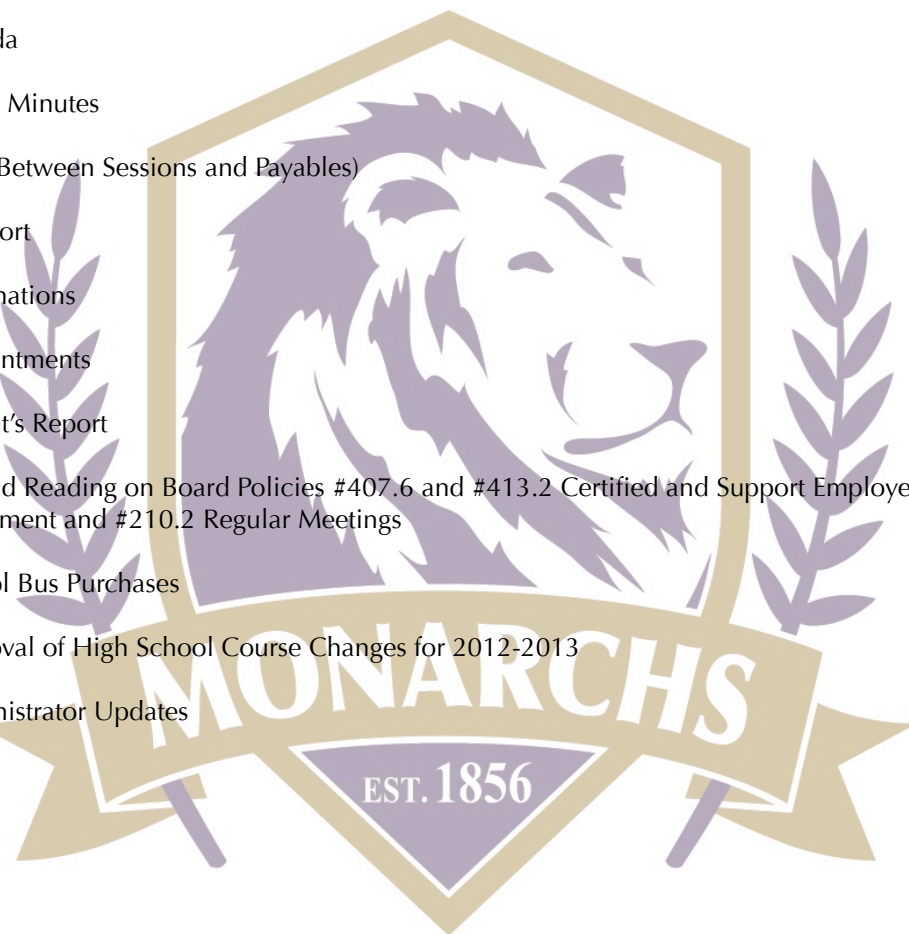 da
Minutes
Between Sessions and Payables)
ort
nations
ntments
t’s Report
d Reading on Board Policies #407.6 and #413.2 Certified and Support Employe
ment and #210.2 Regular Meetings
ol Bus Purchases
oval of High School Course Changes for 2012-2013
nistrator Updates
MONARCHS
EST. 1856